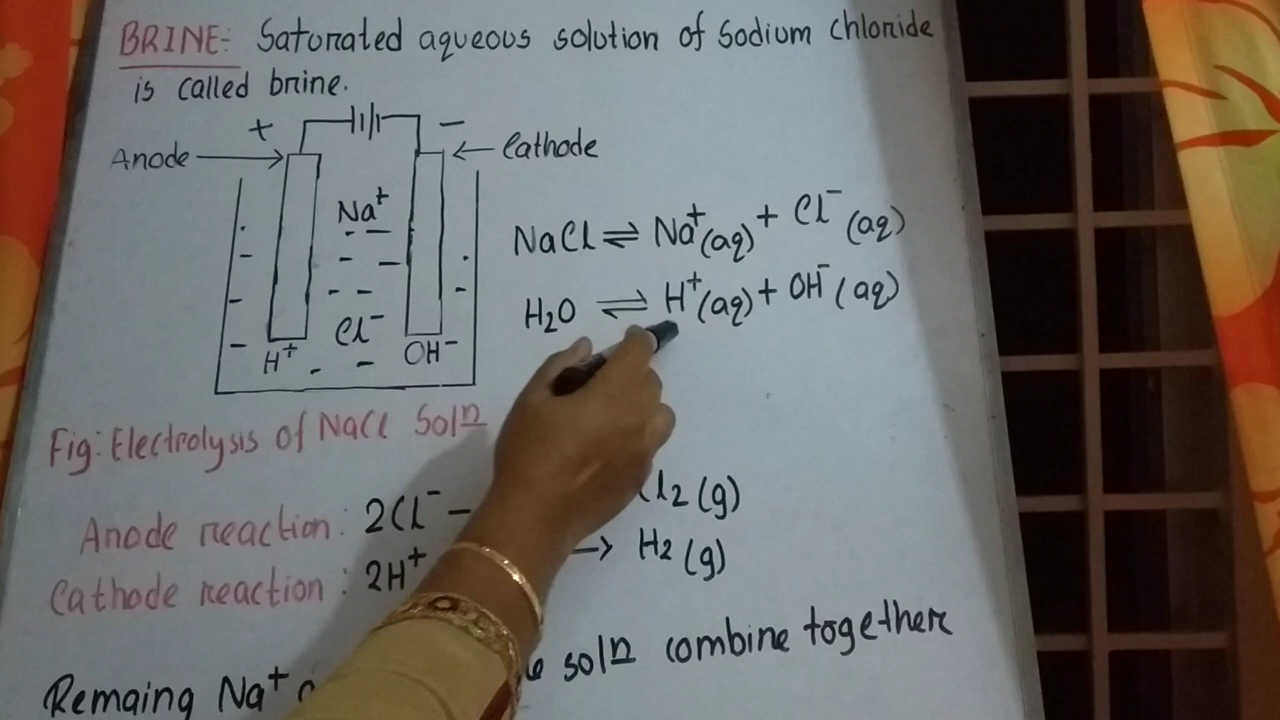 BRINE:- Saturated aqueous solution of Sodium chloride
is called brine.
+ −
Anode Cathode
Na⁺
Cl⁻
H⁺ OH⁻
NaCl ⇌ Na⁺(aq) + Cl⁻(aq)
H₂O ⇌ H⁺(aq) + OH⁻(aq)
Fig: Electrolysis of NaCl Solⁿ
Anode reaction: 2Cl⁻ – Cl₂(g)
Cathode reaction: 2H⁺ → H₂(g)
Remaing Na⁺ solⁿ combine together